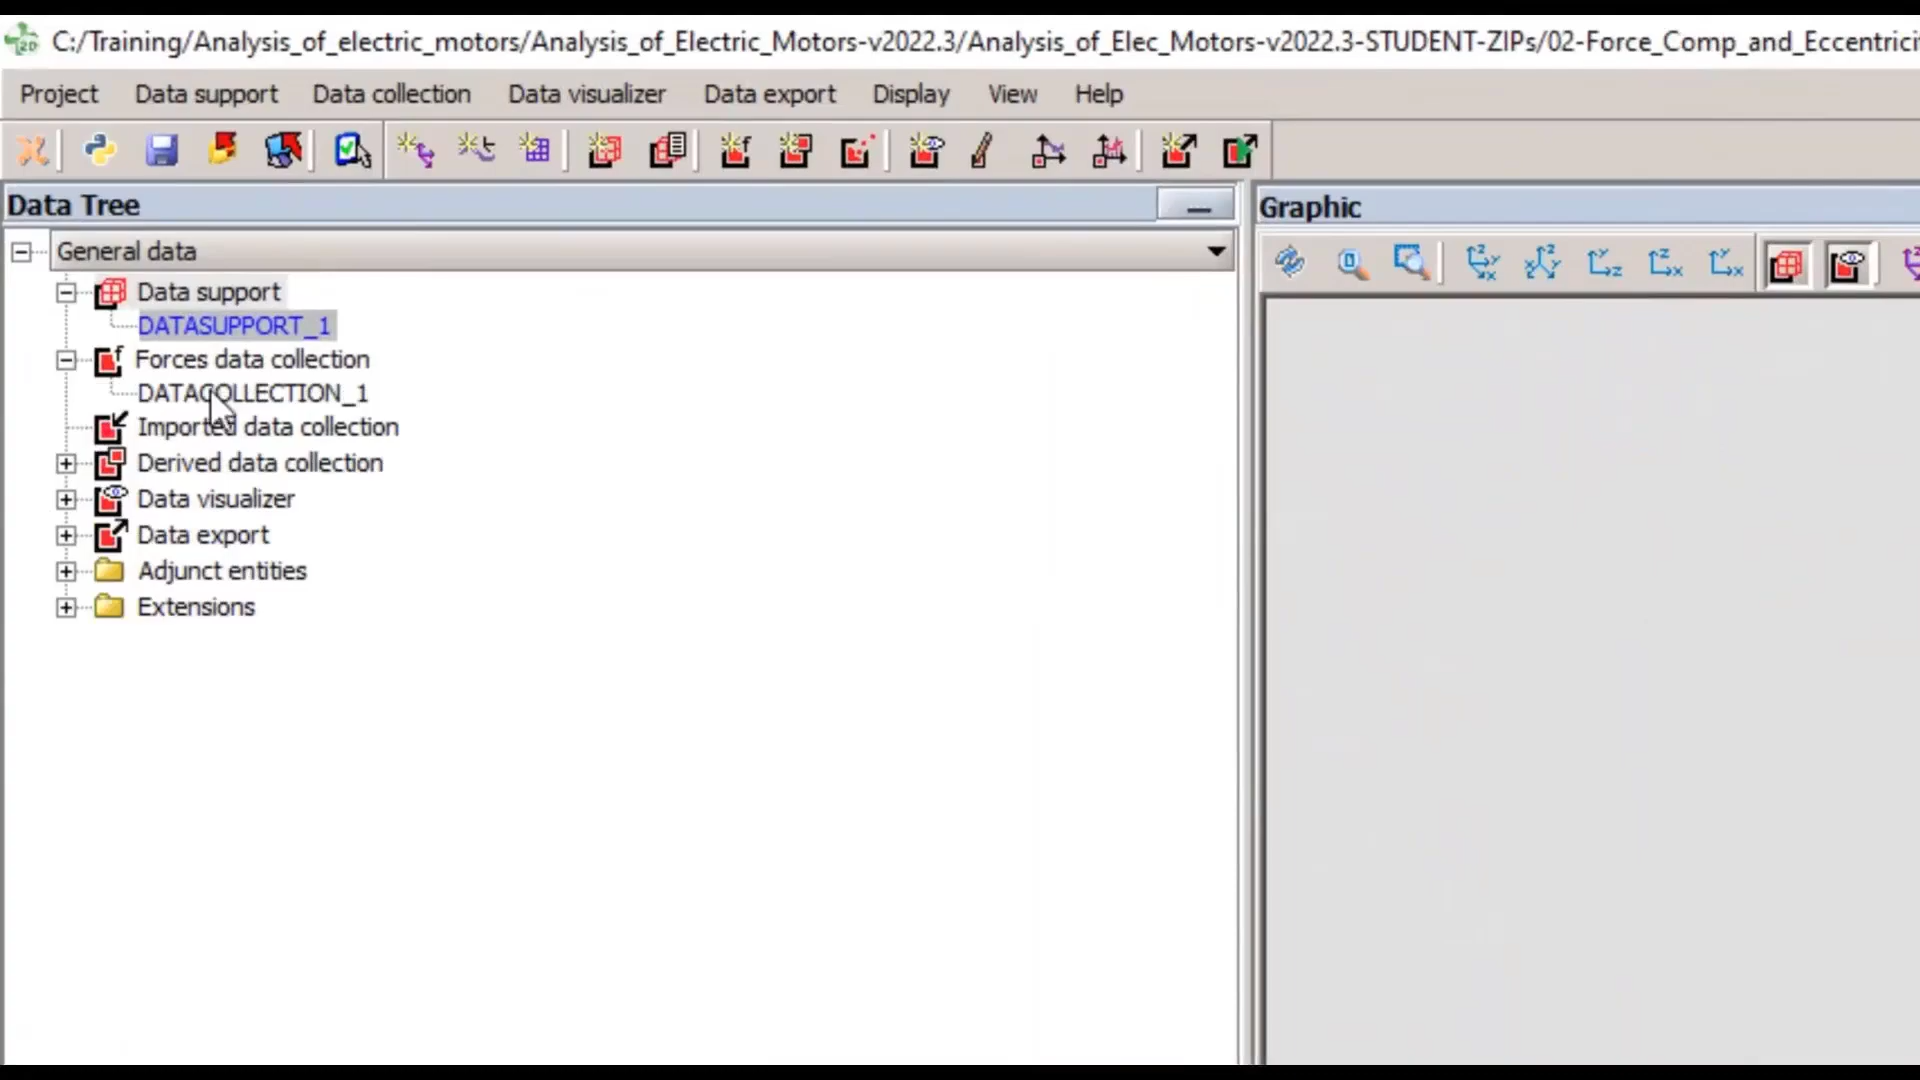 C:/Training/Analysis_of_electric_motors/Analysis_of_Electric_Motors-v2022.3/Analysis_of_Elec_Motors-v2022.3-STUDENT-ZIPs/02-Force_Comp_and_Eccentrici
Project Data support Data collection Data visualizer Data export Display View Help
Data Tree
Graphic
General data
Data support
DATASUPPORT_1
Forces data collection
DATACOLLECTION_1
Imported data collection
Derived data collection
Data visualizer
Data export
Adjunct entities
Extensions